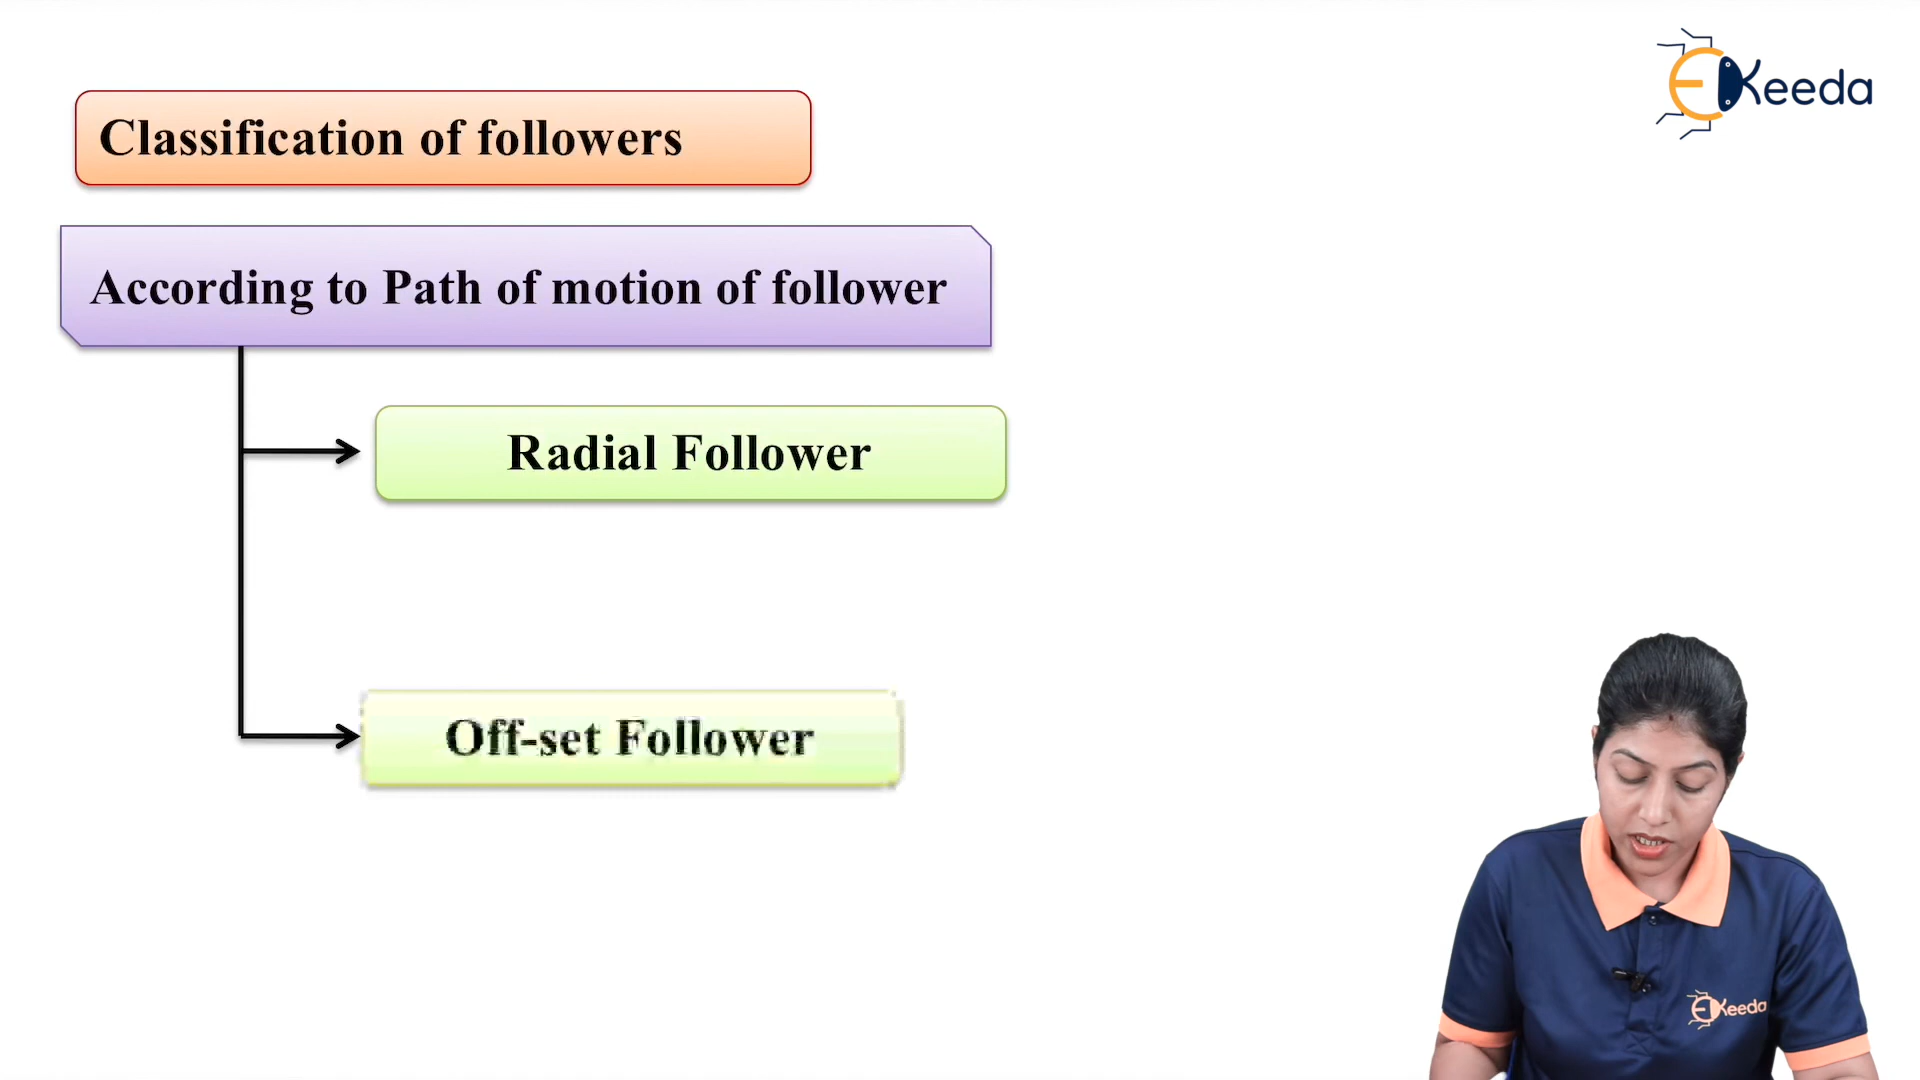 EKeeda
Classification of followers
According to Path of motion of follower
Radial Follower
Off-set Follower
EKeeda